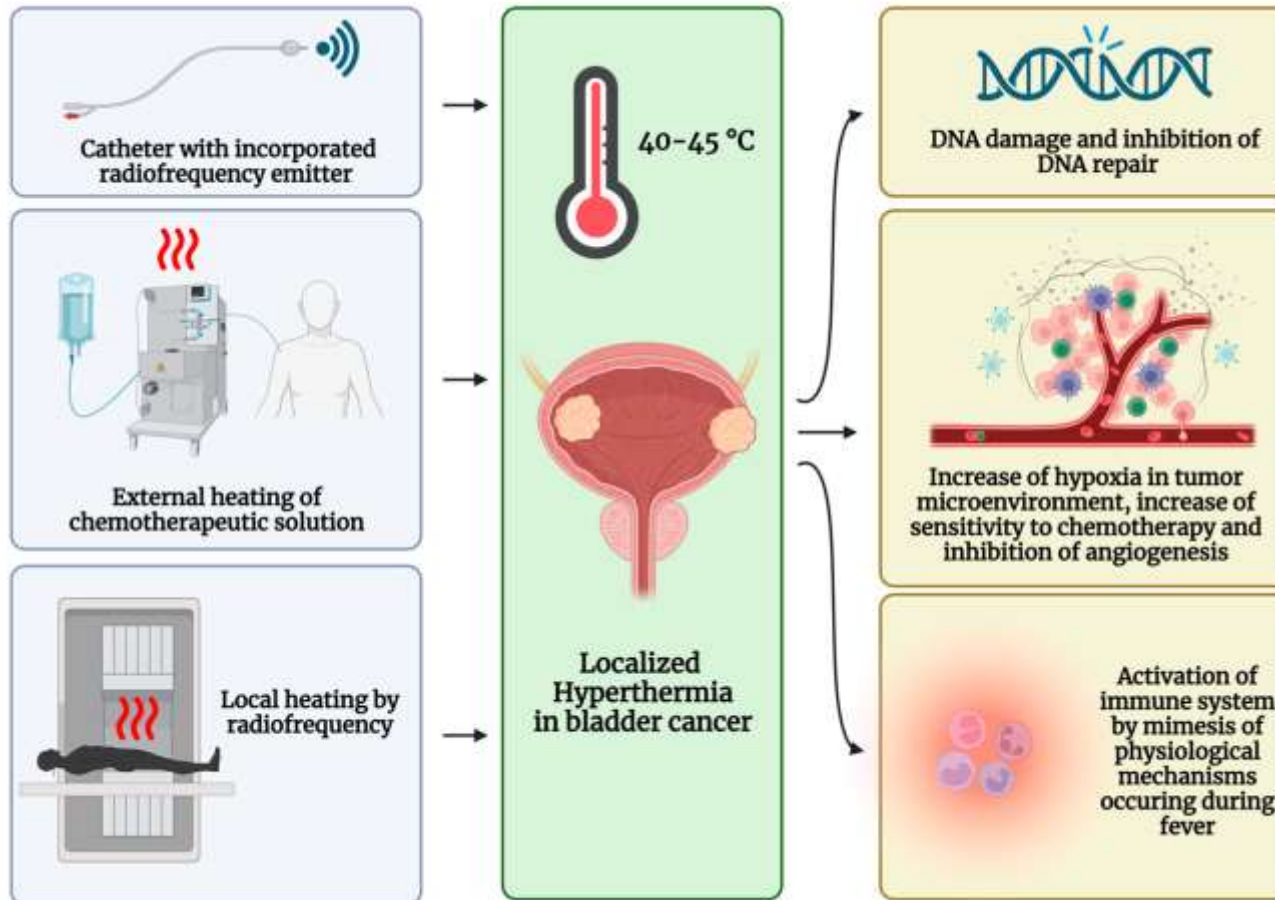 Catheter with incorporated
radiofrequency emitter
External heating of
chemotherapeutic solution
Local heating by
radiofrequency
40-45 °C
Localized
Hyperthermia
in bladder cancer
DNA damage and inhibition of
DNA repair
Increase of hypoxia in tumor
microenvironment, increase of
sensitivity to chemotherapy and
inhibition of angiogenesis
Activation of
immune system
by mimesis of
physiological
mechanisms
occuring during
fever